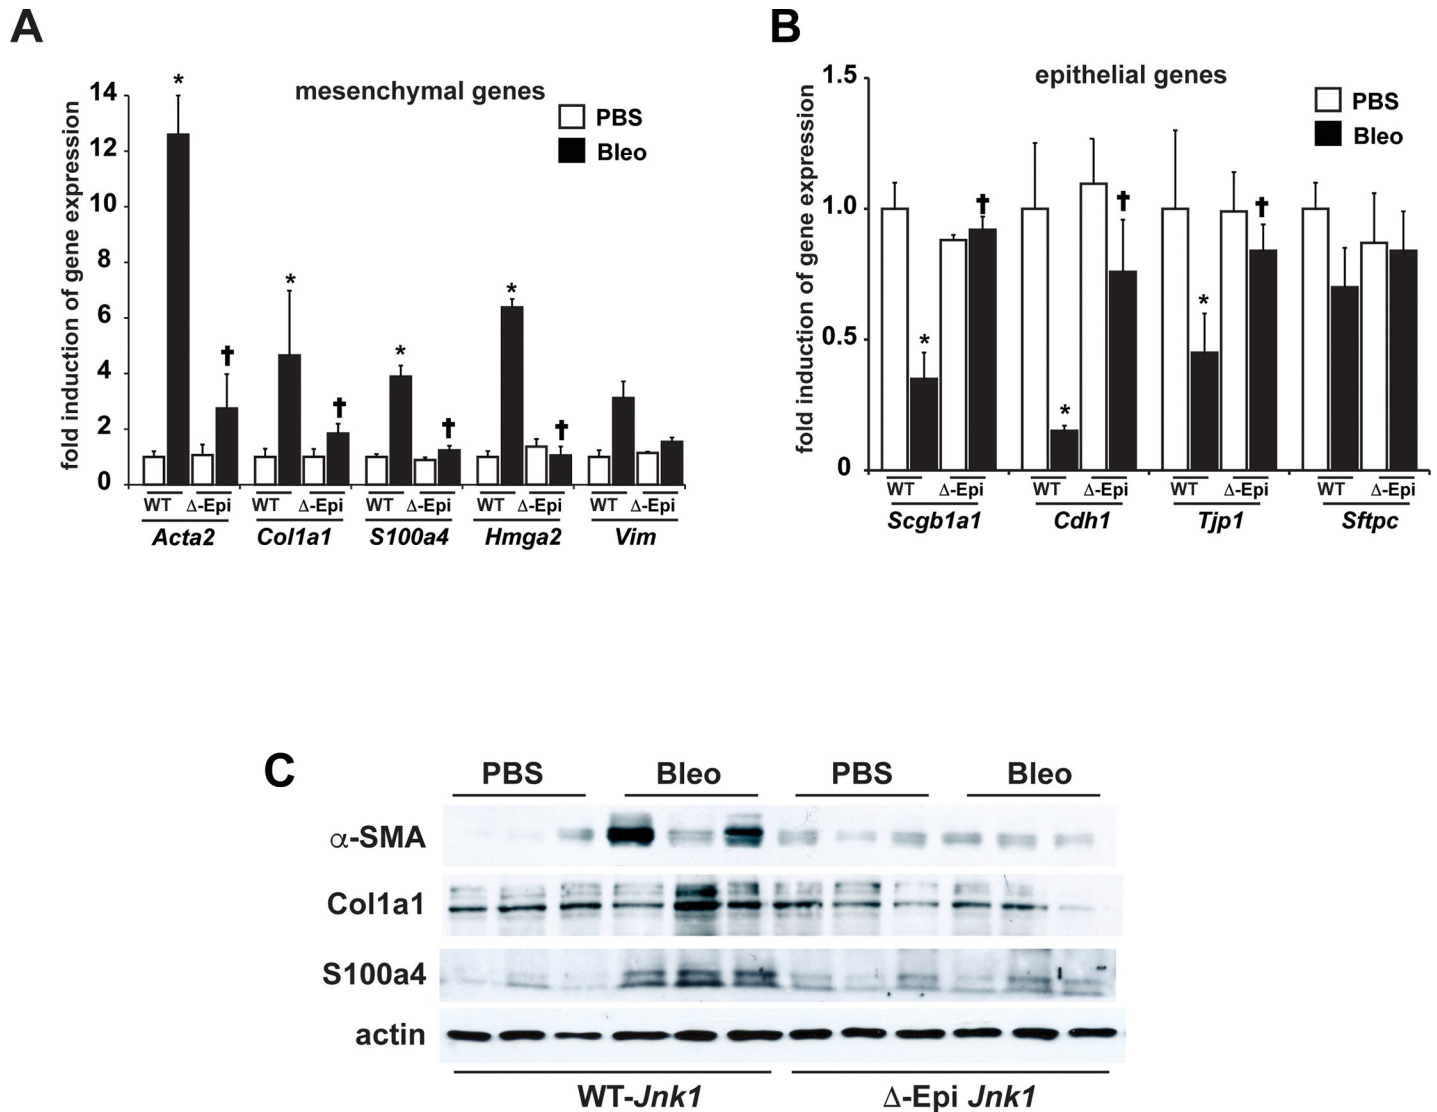 A
mesenchymal genes
fold induction of gene expression
14
12
10
8
6
4
2
0
PBS
Bleo
*
†
*
†
*
†
*
†
WT Δ-Epi WT Δ-Epi WT Δ-Epi WT Δ-Epi WT Δ-Epi
Acta2 Col1a1 S100a4 Hmga2 Vim
B
epithelial genes
fold induction of gene expression
1.5
1.0
0.5
0
PBS
Bleo
*
†
*
†
*
†
WT Δ-Epi WT Δ-Epi WT Δ-Epi WT Δ-Epi
Scgb1a1 Cdh1 Tjp1 Sftpc
C
PBS Bleo PBS Bleo
α-SMA
Col1a1
S100a4
actin
WT-Jnk1 Δ-Epi Jnk1